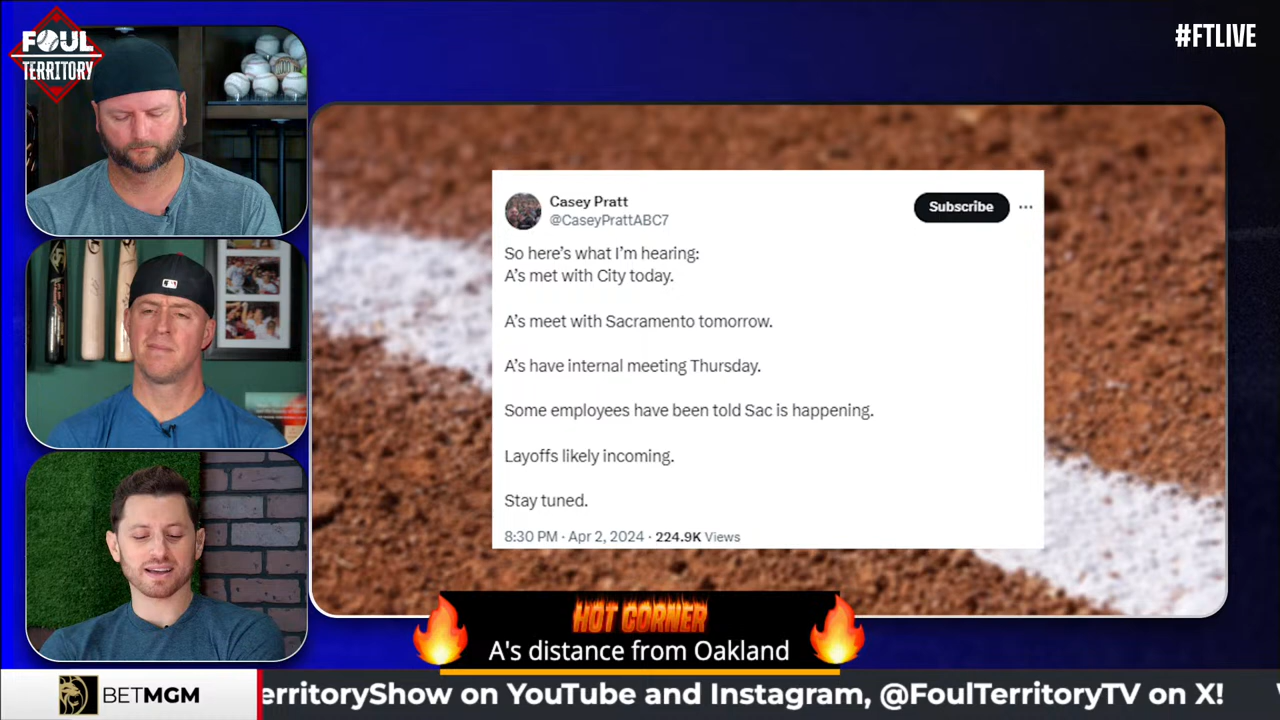 FOUL
TERRITORY
#FTLIVE
Casey Pratt
@CaseyPrattABC7
Subscribe
So here's what I'm hearing:
A's met with City today.
A's meet with Sacramento tomorrow.
A's have internal meeting Thursday.
Some employees have been told Sac is happening.
Layoffs likely incoming.
Stay tuned.
8:30 PM · Apr 2, 2024 · 224.9K Views
HOT CORNER
A's distance from Oakland
BETMGM
erritoryShow on YouTube and Instagram, @FoulTerritoryTV on X!